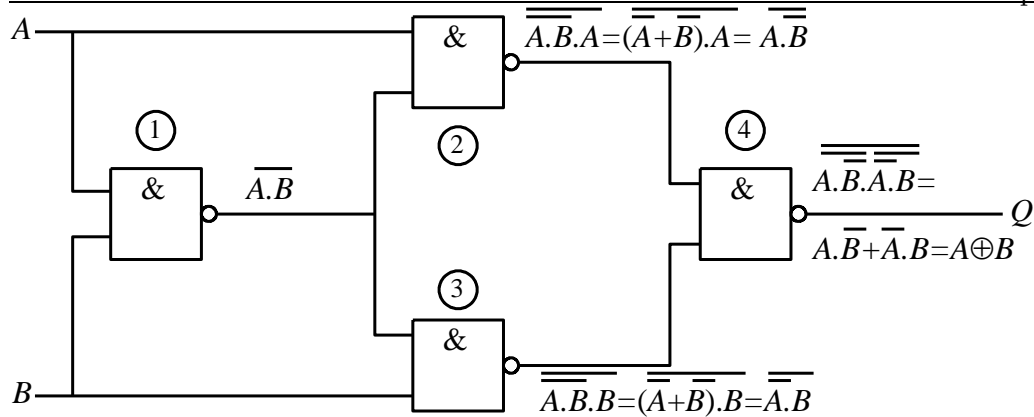 A
&
A̅.̅B̅.A̅=(A̅+B̅).A= A.B̅
1
2
4
&
A̅.̅B̅
&
A.B̅.A̅.B=
Q
A.B̅+A̅.B=A⊕B
3
&
B
A̅.̅B̅.B=(A̅+B̅).B=A̅.B